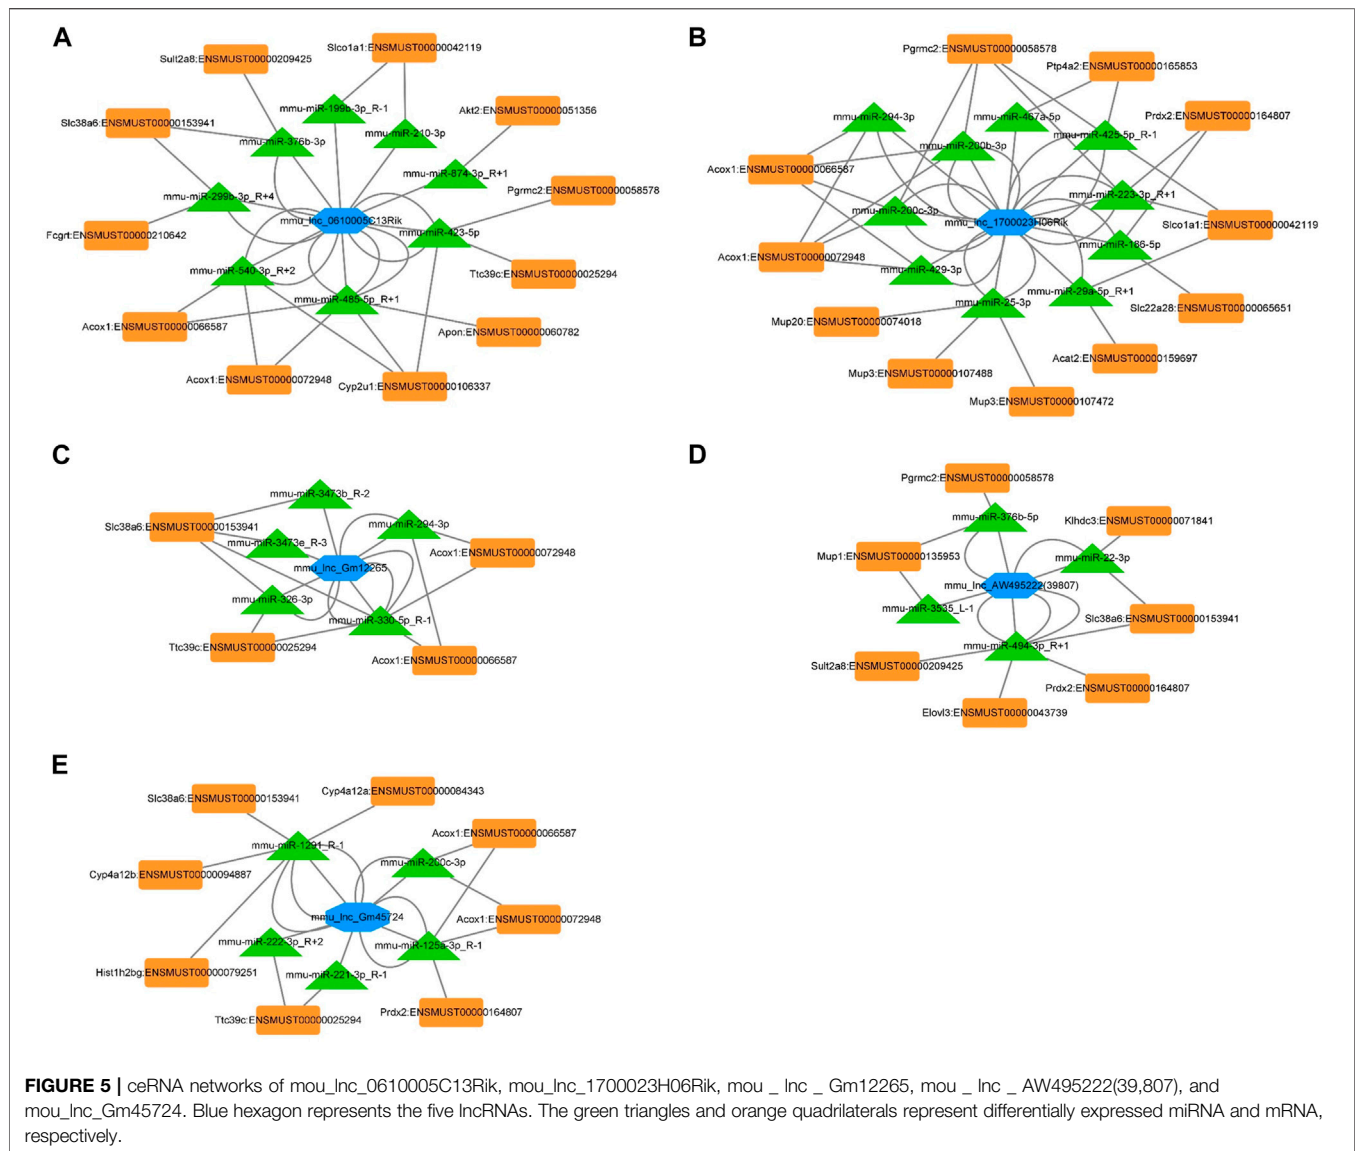 A
Sult2a8:ENSMUST00000209425
Slco1a1:ENSMUST00000042119
Slc38a6:ENSMUST00000153941
mmu-miR-199b-3p_R-1
Akt2:ENSMUST00000051356
mmu-miR-376b-3p
mmu-miR-210-3p
mmu-miR-874-3p_R+1
Pgrmc2:ENSMUST00000058578
mmu-miR-299b-3p_R+4
mmu_lnc_0610005C13Rik
Fcgrt:ENSMUST00000210642
mmu-miR-423-5p
mmu-miR-540-3p_R+2
Ttc39c:ENSMUST00000025294
mmu-miR-485-5p_R+1
Acox1:ENSMUST00000066587
Apon:ENSMUST00000060782
Acox1:ENSMUST00000072948
Cyp2u1:ENSMUST00000106337
B
Pgrmc2:ENSMUST00000058578
Ptp4a2:ENSMUST00000165853
Prdx2:ENSMUST00000164807
mmu-miR-294-3p
mmu-miR-467a-5p
mmu-miR-425-5p_R-1
mmu-miR-200b-3p
Acox1:ENSMUST00000066587
mmu-miR-223-3p_R+1
mmu-miR-200c-3p
mmu_lnc_1700023H06Rik
Slco1a1:ENSMUST00000042119
mmu-miR-186-5p
Acox1:ENSMUST00000072948
mmu-miR-429-3p
mmu-miR-29a-5p_R+1
mmu-miR-25-3p
Slc22a28:ENSMUST00000065651
Mup20:ENSMUST00000074018
Acat2:ENSMUST00000159697
Mup3:ENSMUST00000107488
Mup3:ENSMUST00000107472
C
mmu-miR-3473b_R-2
Slc38a6:ENSMUST00000153941
mmu-miR-294-3p
mmu-miR-3473e_R-3
Acox1:ENSMUST00000072948
mmu_lnc_Gm12265
mmu-miR-326-3p
mmu-miR-330-5p_R-1
Ttc39c:ENSMUST00000025294
Acox1:ENSMUST00000066587
D
Pgrmc2:ENSMUST00000058578
mmu-miR-376b-5p
Klhdc3:ENSMUST00000071841
Mup1:ENSMUST00000135953
mmu-miR-22-3p
mmu_lnc_AW495222(39807)
mmu-miR-3535_L-1
Slc38a6:ENSMUST00000153941
mmu-miR-494-3p_R+1
Sult2a8:ENSMUST00000209425
Prdx2:ENSMUST00000164807
Elovl3:ENSMUST00000043739
E
Slc38a6:ENSMUST00000153941
Cyp4a12a:ENSMUST00000084343
Acox1:ENSMUST00000066587
mmu-miR-1291_R-1
mmu-miR-200c-3p
Cyp4a12b:ENSMUST00000094887
mmu_lnc_Gm45724
Acox1:ENSMUST00000072948
mmu-miR-222-3p_R+2
mmu-miR-125a-3p_R-1
Hist1h2bg:ENSMUST00000079251
mmu-miR-221-3p_R-1
Ttc39c:ENSMUST00000025294
Prdx2:ENSMUST00000164807
FIGURE 5 | ceRNA networks of mou_lnc_0610005C13Rik, mou_lnc_1700023H06Rik, mou _ lnc _ Gm12265, mou _ lnc _ AW495222(39,807), and
mou_lnc_Gm45724. Blue hexagon represents the five lncRNAs. The green triangles and orange quadrilaterals represent differentially expressed miRNA and mRNA,
respectively.